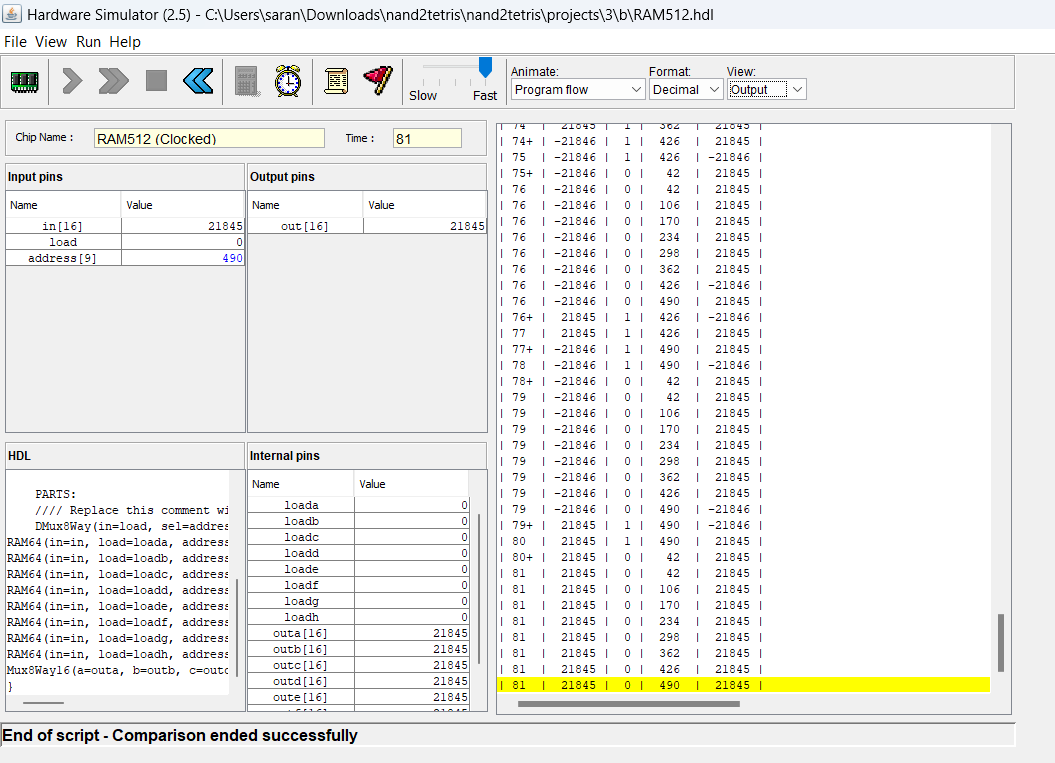 Hardware Simulator (2.5) - C:\Users\saran\Downloads\nand2tetris\nand2tetris\projects\3\b\RAM512.hdl
File View Run Help
Slow Fast
Animate: Format: View:
Program flow Decimal Output
Chip Name : RAM512 (Clocked) Time : 81
Input pins
Name Value
in[16] 21845
load 0
address[9] 490
Output pins
Name Value
out[16] 21845
HDL
PARTS:
//// Replace this comment wi
DMux8Way(in=load, sel=addres
RAM64(in=in, load=loada, address
RAM64(in=in, load=loadb, address
RAM64(in=in, load=loadc, address
RAM64(in=in, load=loadd, address
RAM64(in=in, load=loade, address
RAM64(in=in, load=loadf, address
RAM64(in=in, load=loadg, address
RAM64(in=in, load=loadh, address
Mux8Way16(a=outa, b=outb, c=outc
}
Internal pins
Name Value
loada 0
loadb 0
loadc 0
loadd 0
loade 0
loadf 0
loadg 0
loadh 0
outa[16] 21845
outb[16] 21845
outc[16] 21845
outd[16] 21845
oute[16] 21845
| 74 | 21845 | 1 | 362 | 21845 |
| 74+ | -21846 | 1 | 426 | 21845 |
| 75 | -21846 | 1 | 426 | -21846 |
| 75+ | -21846 | 0 | 42 | 21845 |
| 76 | -21846 | 0 | 42 | 21845 |
| 76 | -21846 | 0 | 106 | 21845 |
| 76 | -21846 | 0 | 170 | 21845 |
| 76 | -21846 | 0 | 234 | 21845 |
| 76 | -21846 | 0 | 298 | 21845 |
| 76 | -21846 | 0 | 362 | 21845 |
| 76 | -21846 | 0 | 426 | -21846 |
| 76 | -21846 | 0 | 490 | 21845 |
| 76+ | 21845 | 1 | 426 | -21846 |
| 77 | 21845 | 1 | 426 | 21845 |
| 77+ | -21846 | 1 | 490 | 21845 |
| 78 | -21846 | 1 | 490 | -21846 |
| 78+ | -21846 | 0 | 42 | 21845 |
| 79 | -21846 | 0 | 42 | 21845 |
| 79 | -21846 | 0 | 106 | 21845 |
| 79 | -21846 | 0 | 170 | 21845 |
| 79 | -21846 | 0 | 234 | 21845 |
| 79 | -21846 | 0 | 298 | 21845 |
| 79 | -21846 | 0 | 362 | 21845 |
| 79 | -21846 | 0 | 426 | 21845 |
| 79 | -21846 | 0 | 490 | -21846 |
| 79+ | 21845 | 1 | 490 | -21846 |
| 80 | 21845 | 1 | 490 | 21845 |
| 80+ | 21845 | 0 | 42 | 21845 |
| 81 | 21845 | 0 | 42 | 21845 |
| 81 | 21845 | 0 | 106 | 21845 |
| 81 | 21845 | 0 | 170 | 21845 |
| 81 | 21845 | 0 | 234 | 21845 |
| 81 | 21845 | 0 | 298 | 21845 |
| 81 | 21845 | 0 | 362 | 21845 |
| 81 | 21845 | 0 | 426 | 21845 |
| 81 | 21845 | 0 | 490 | 21845 |
End of script - Comparison ended successfully